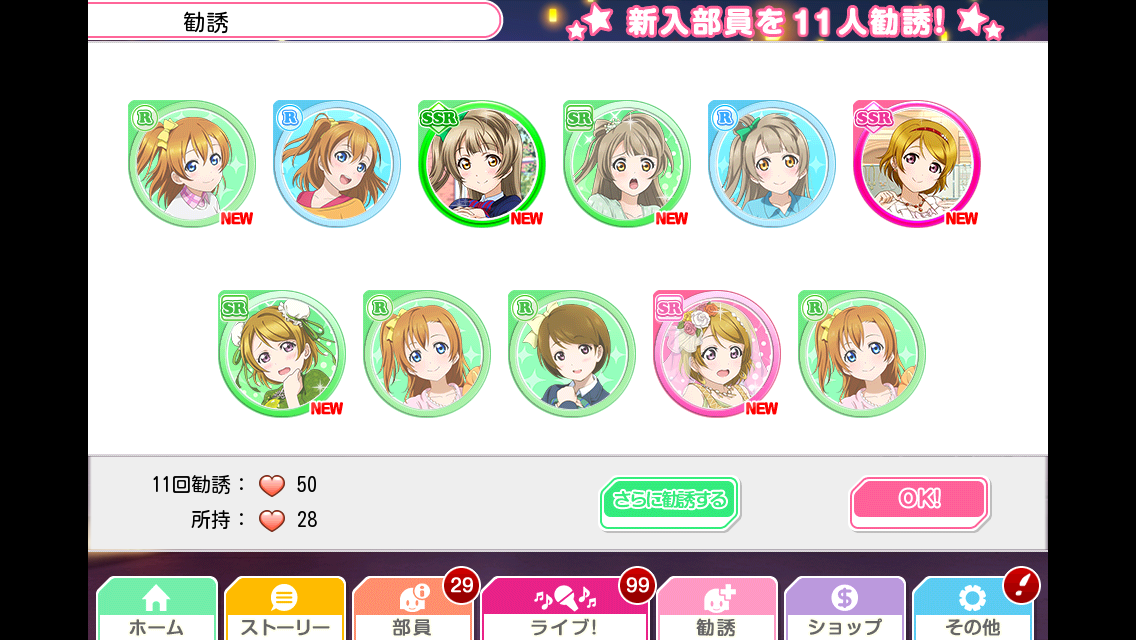 勧誘
新入部員を11人勧誘!
R
R
SSR
SR
R
SSR
NEW
NEW
NEW
NEW
SR
R
R
SR
R
NEW
NEW
11回勧誘： 50
所持： 28
さらに勧誘する
OK!
29
99
ホーム
ストーリー
部員
ライブ!
勧誘
ショップ
その他